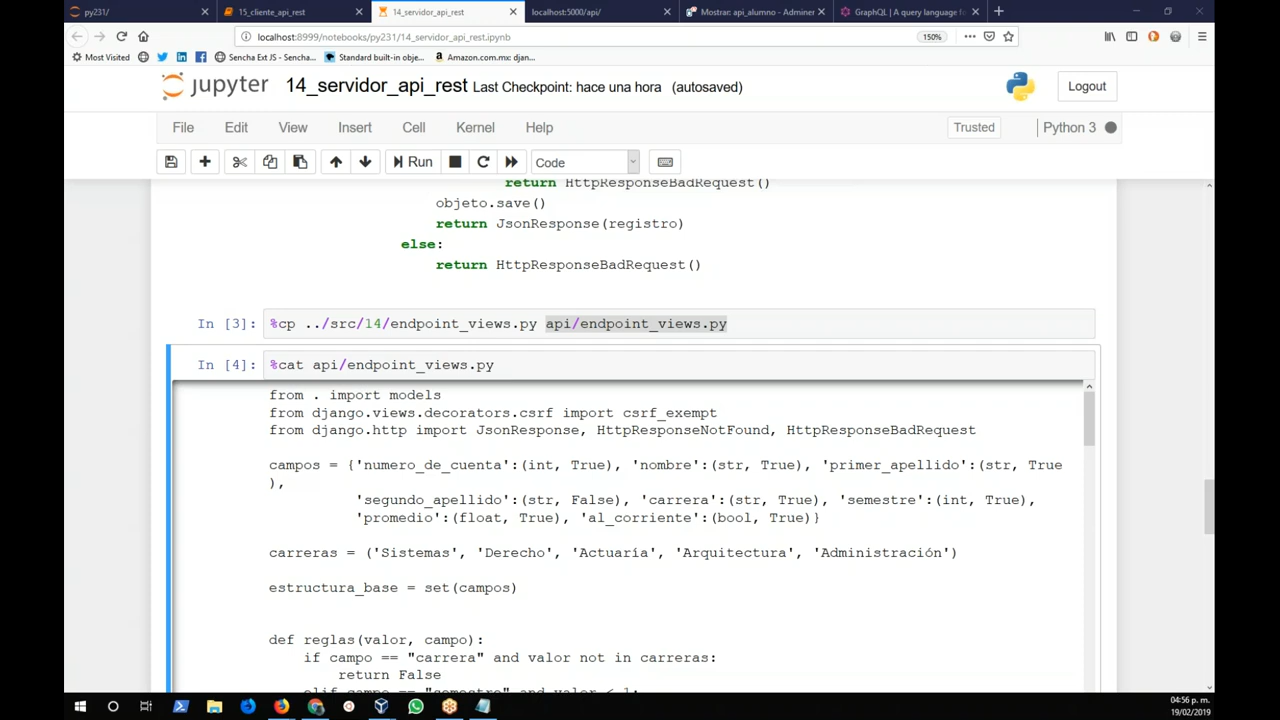 py231/
15_cliente_api_rest
14_servidor_api_rest
localhost:5000/api/
Mostrar: api_alumno - Adminer
GraphQL | A query language f
localhost:8999/notebooks/py231/14_servidor_api_rest.ipynb
150%
Most Visited
Sencha Ext JS - Sencha...
Standard built-in obje...
Amazon.com.mx: djan...
jupyter
14_servidor_api_rest Last Checkpoint: hace una hora (autosaved)
Logout
File Edit View Insert Cell Kernel Help
Trusted
Python 3
Run
Code
return HttpResponseBadRequest()
objeto.save()
return JsonResponse(registro)
else:
return HttpResponseBadRequest()
In [3]: %cp ../src/14/endpoint_views.py api/endpoint_views.py
In [4]: %cat api/endpoint_views.py
from . import models
from django.views.decorators.csrf import csrf_exempt
from django.http import JsonResponse, HttpResponseNotFound, HttpResponseBadRequest
campos = {'numero_de_cuenta':(int, True), 'nombre':(str, True), 'primer_apellido':(str, True
),
'segundo_apellido':(str, False), 'carrera':(str, True), 'semestre':(int, True),
'promedio':(float, True), 'al_corriente':(bool, True)}
carreras = ('Sistemas', 'Derecho', 'Actuaría', 'Arquitectura', 'Administración')
estructura_base = set(campos)
def reglas(valor, campo):
if campo == "carrera" and valor not in carreras:
return False
elif campo == "semestre" and valor < 1:
04:56 p. m.
19/02/2019